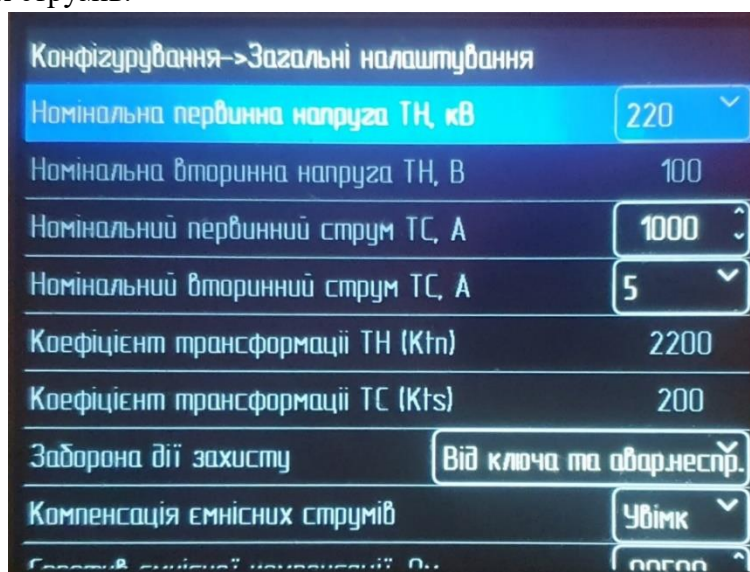 Конфігурування->Загальні налаштування
Номінальна первинна напруга ТН, кВ 220
Номінальна вторинна напруга ТН, В 100
Номінальний первинний струм ТС, А 1000
Номінальний вторинний струм ТС, А 5
Коефіцієнт трансформації ТН (Ktn) 2200
Коефіцієнт трансформації ТС (Kts) 200
Заборона дії захисту Від ключа та авар.неспр.
Компенсація ємнісних струмів Увімк